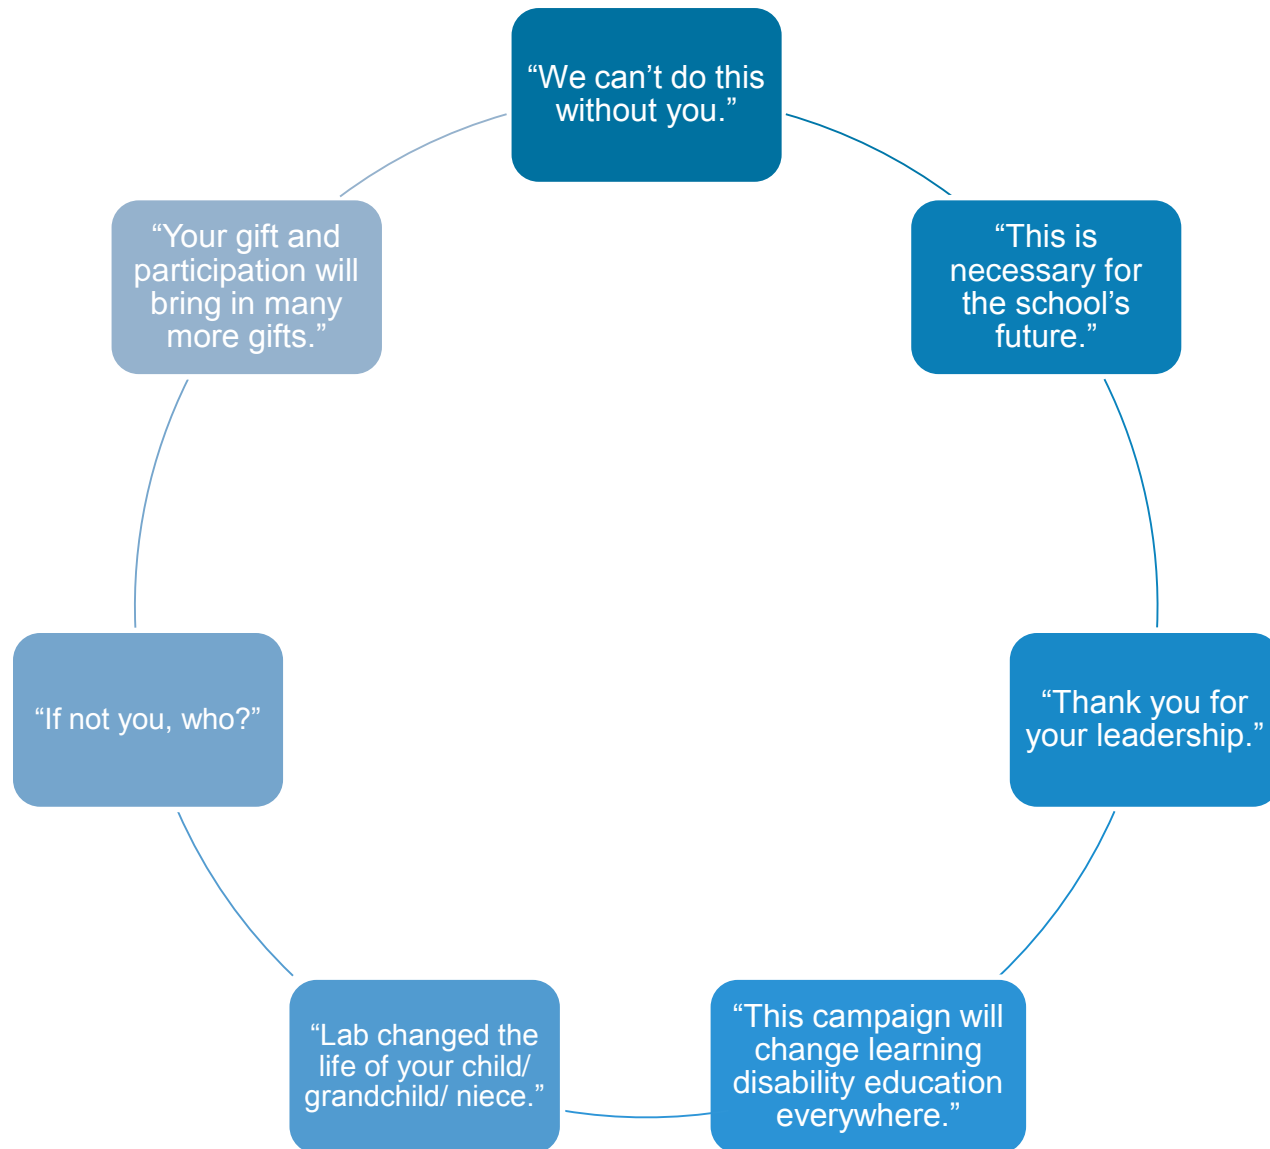 “We can’t do this
without you.”
“This is
necessary for
the school’s
future.”
“Thank you for
your leadership.”
“This campaign will
change learning
disability education
everywhere.”
“Lab changed the
life of your child/
grandchild/ niece.”
“If not you, who?”
“Your gift and
participation will
bring in many
more gifts.”